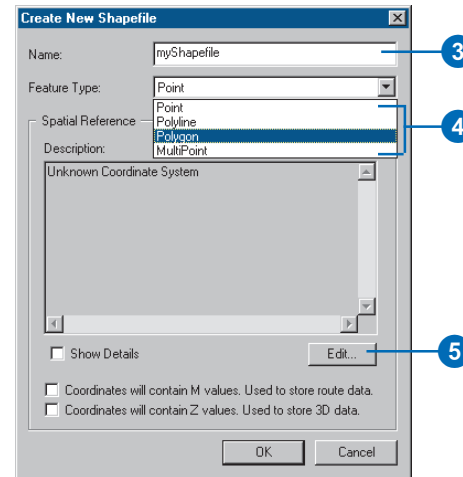 Create New Shapefile
Name:
myShapefile
3
Feature Type:
Point
Point
Polyline
Polygon
MultiPoint
4
Spatial Reference
Description:
Unknown Coordinate System
Show Details
Edit...
5
Coordinates will contain M values. Used to store route data.
Coordinates will contain Z values. Used to store 3D data.
OK
Cancel